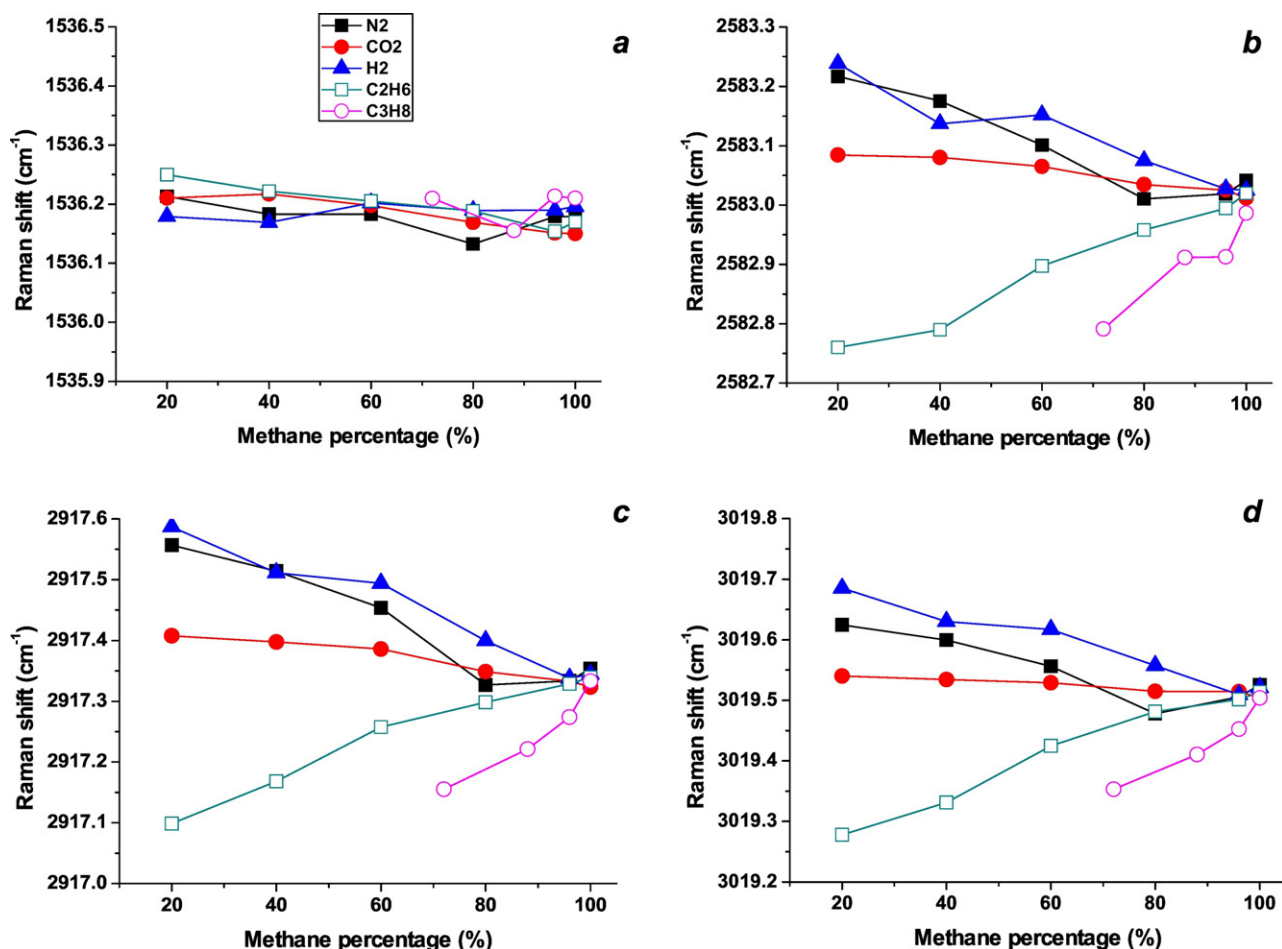 a
1536.5
1536.4
1536.3
1536.2
1536.1
1536.0
1535.9
Raman shift (cm⁻¹)
N2
CO2
H2
C2H6
C3H8
20 40 60 80 100
Methane percentage (%)
b
2583.3
2583.2
2583.1
2583.0
2582.9
2582.8
2582.7
Raman shift (cm⁻¹)
20 40 60 80 100
Methane percentage (%)
c
2917.6
2917.5
2917.4
2917.3
2917.2
2917.1
2917.0
Raman shift (cm⁻¹)
20 40 60 80 100
Methane percentage (%)
d
3019.8
3019.7
3019.6
3019.5
3019.4
3019.3
3019.2
Raman shift (cm⁻¹)
20 40 60 80 100
Methane percentage (%)